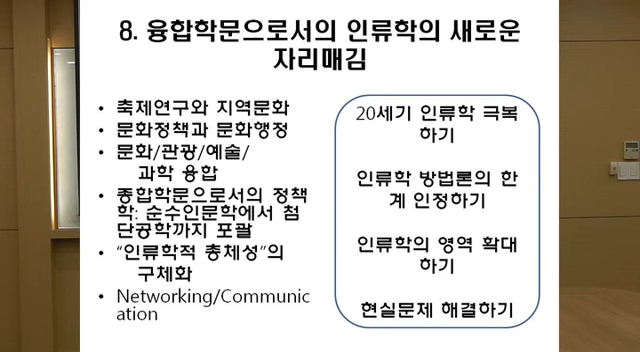 8. 융합학문으로서의 인류학의 새로운
자리매김
• 축제연구와 지역문화
• 문화정책과 문화행정
• 문화/관광/예술/
과학 융합
• 종합학문으로서의 정책
학: 순수인문학에서 첨
단공학까지 포괄
• “인류학적 총체성”의
구체화
• Networking/Communic
ation
20세기 인류학 극복
하기
인류학 방법론의 한
계 인정하기
인류학의 영역 확대
하기
현실문제 해결하기